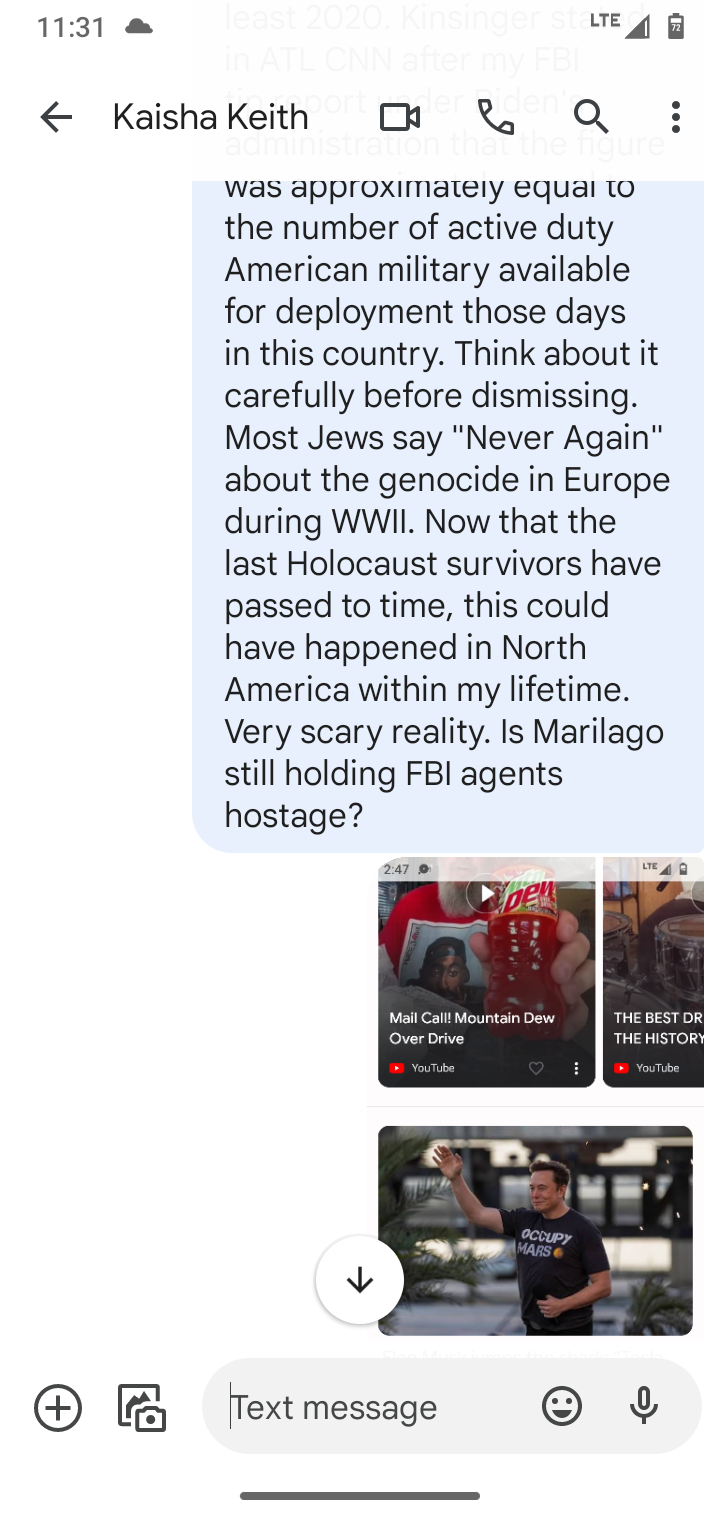 11:31
LTE
72
least 2020. Kinsinger stated
in ATL CNN after my FBI
tip report under Biden's
administration that the figure
Kaisha Keith
was approximately equal to
the number of active duty
American military available
for deployment those days
in this country. Think about it
carefully before dismissing.
Most Jews say "Never Again"
about the genocide in Europe
during WWII. Now that the
last Holocaust survivors have
passed to time, this could
have happened in North
America within my lifetime.
Very scary reality. Is Marilago
still holding FBI agents
hostage?
2:47
LTE
DEW
Mail Call! Mountain Dew
Over Drive
YouTube
THE BEST DR
THE HISTORY
YouTube
OCCUPY
MARS
Text message